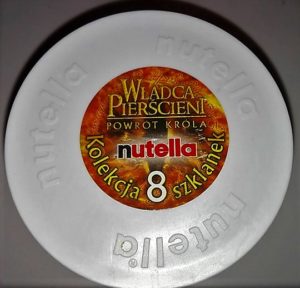 nutella
nutella
nutella
nutella
WŁADCA
PIERŚCIENI
POWRÓT KRÓLA
nutella
Kolekcja 8 szklanek